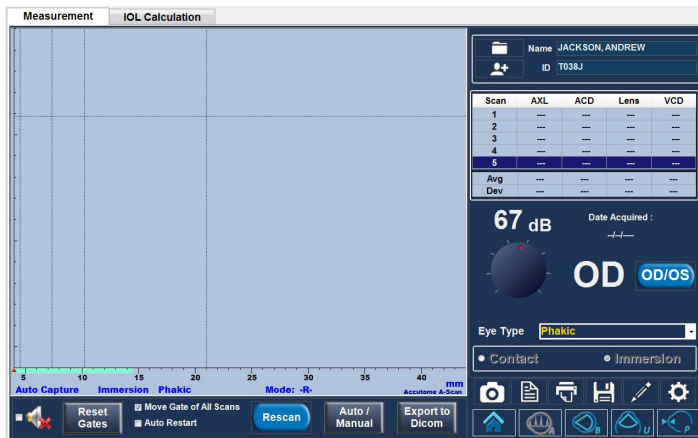 Measurement IOL Calculation
Name JACKSON, ANDREW
ID T038J
Scan AXL ACD Lens VCD
1 --- --- --- ---
2 --- --- --- ---
3 --- --- --- ---
4 --- --- --- ---
5 --- --- --- ---
Avg --- --- --- ---
Dev --- --- --- ---
67 dB
Date Acquired :
--/--/----
OD OD/OS
Eye Type Phakic
Contact Immersion
5 10 15 20 25 30 35 40 mm
Auto Capture Immersion Phakic Mode: -R- Accutome A-Scan
Reset Gates
Move Gate of All Scans
Auto Restart
Rescan
Auto / Manual
Export to Dicom
A B U P